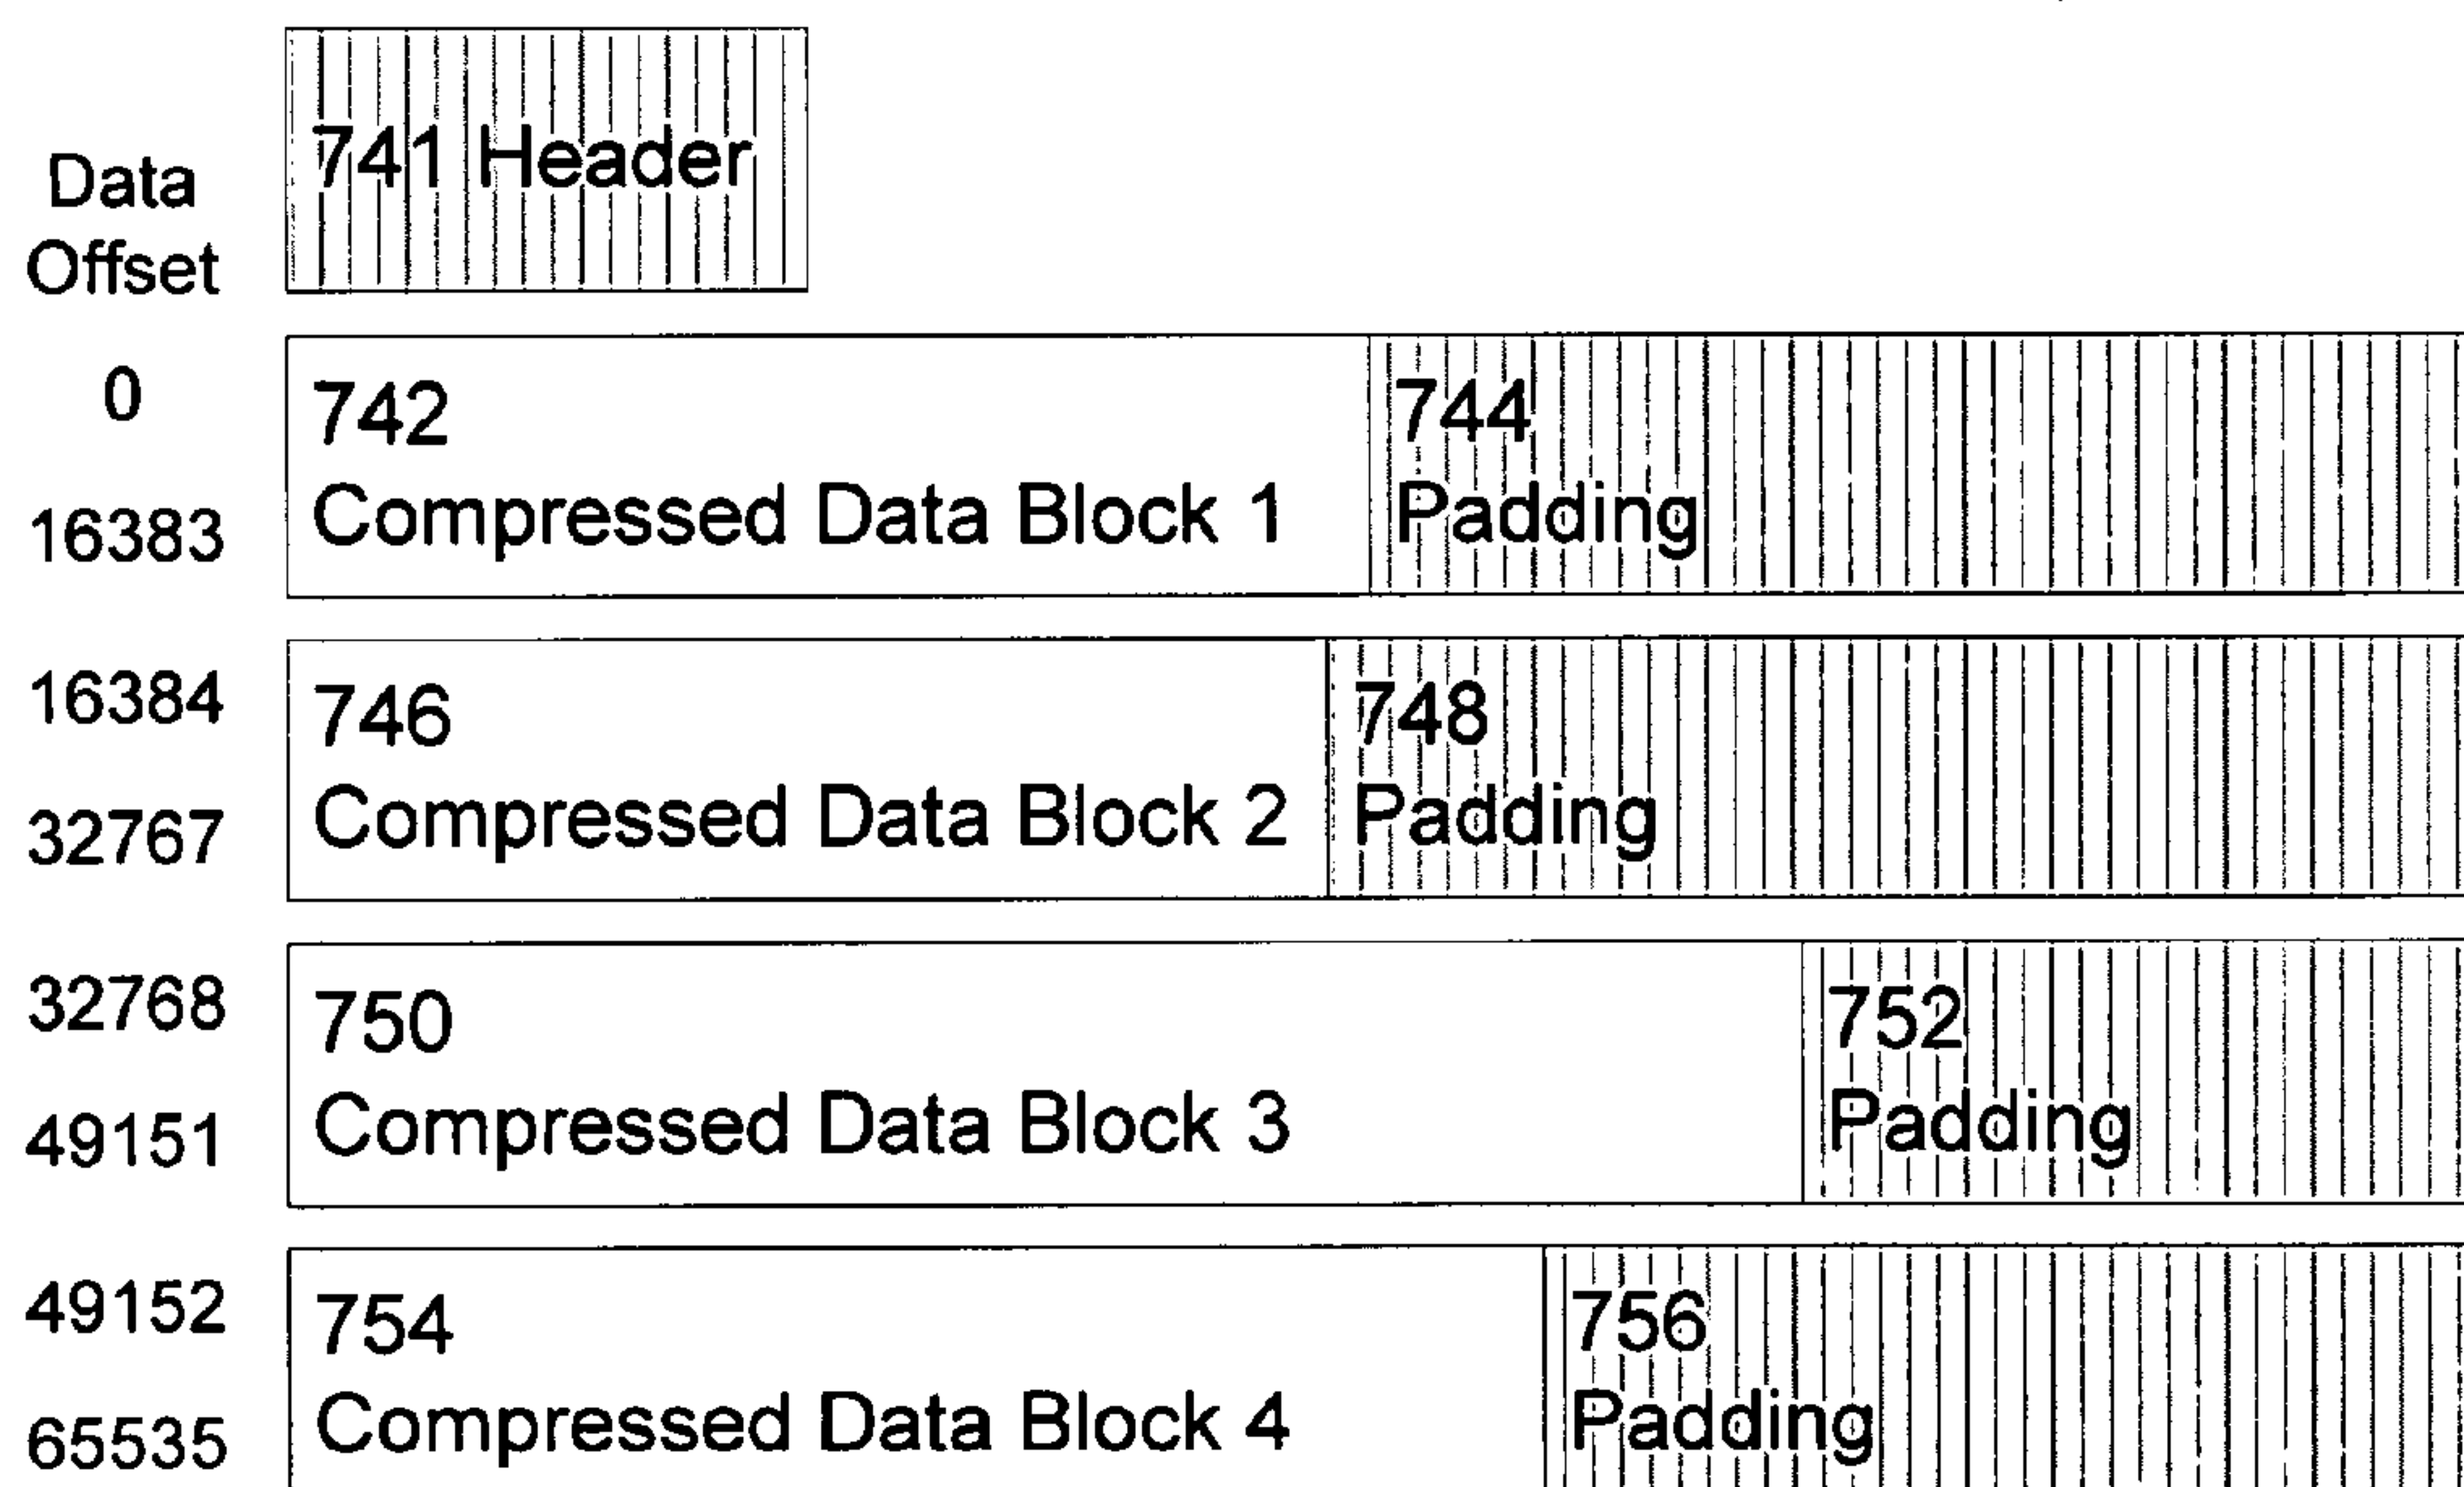 741 Header
Data
Offset
0
742
744
16383
Compressed Data Block 1
Padding
16384
746
748
32767
Compressed Data Block 2
Padding
32768
750
752
49151
Compressed Data Block 3
Padding
49152
754
756
65535
Compressed Data Block 4
Padding